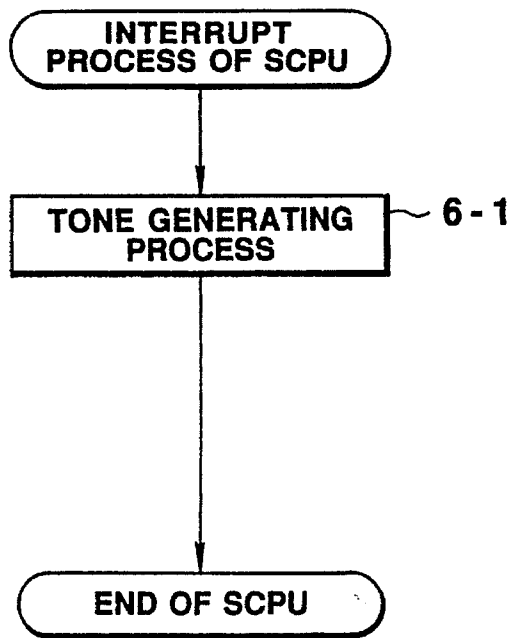 INTERRUPT
PROCESS OF SCPU
TONE GENERATING
PROCESS
6-1
END OF SCPU